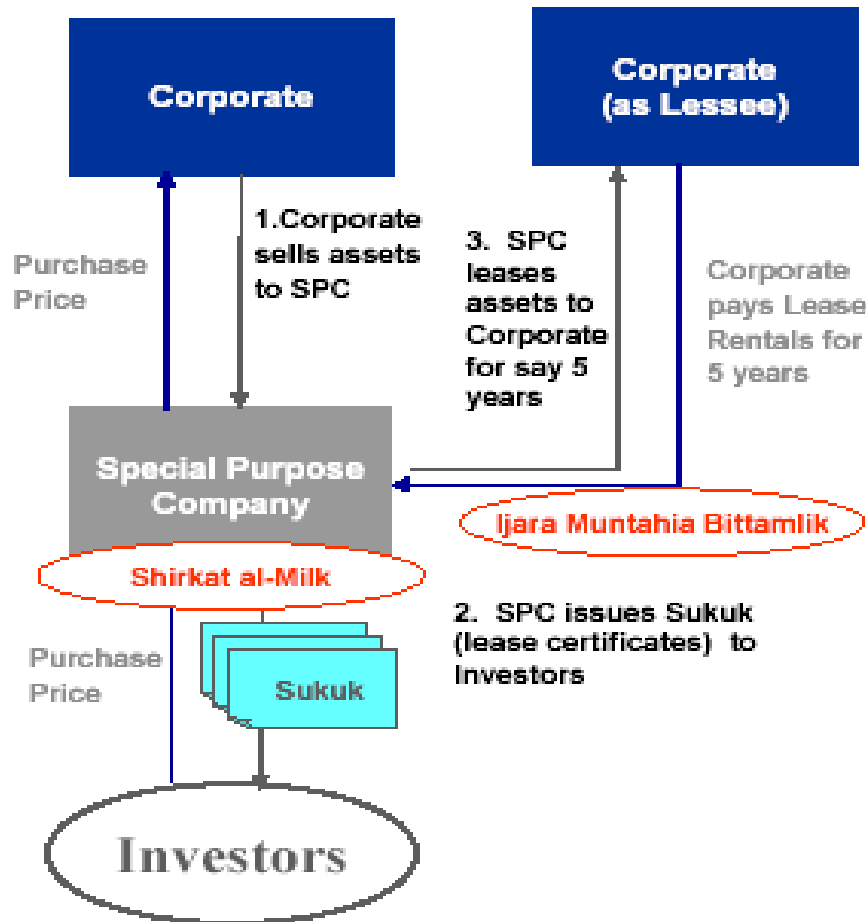 Corporate
Corporate
(as Lessee)
Purchase
Price
1.Corporate
sells assets
to SPC
3. SPC
leases
assets to
Corporate
for say 5
years
Corporate
pays Lease
Rentals for
5 years
Special Purpose
Company
Ijara Muntahia Bittamlik
Shirkat al-Milk
2. SPC issues Sukuk
(lease certificates) to
Investors
Purchase
Price
Sukuk
Investors